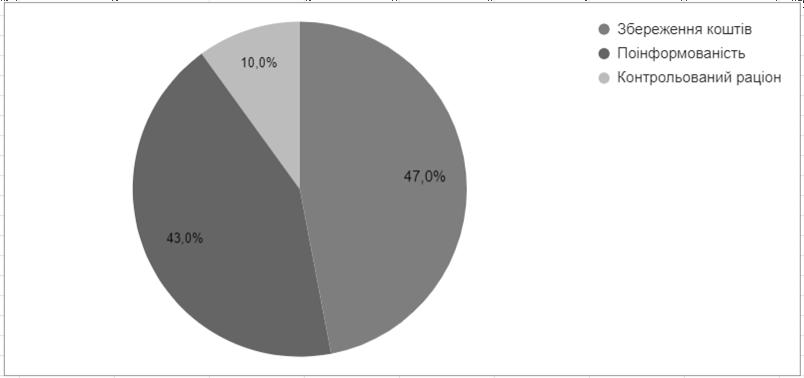 Збереження коштів
Поінформованість
Контрольований раціон
10,0%
47,0%
43,0%